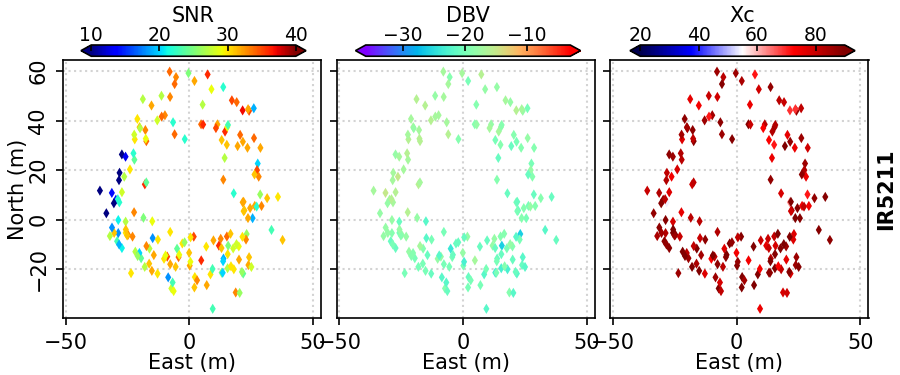 SNR DBV Xc
10 20 30 40 −30 −20 −10 20 40 60 80
60
40
20
0
−20
North (m)
IR5211
−50 0 50 −50 0 50 −50 0 50
East (m) East (m) East (m)